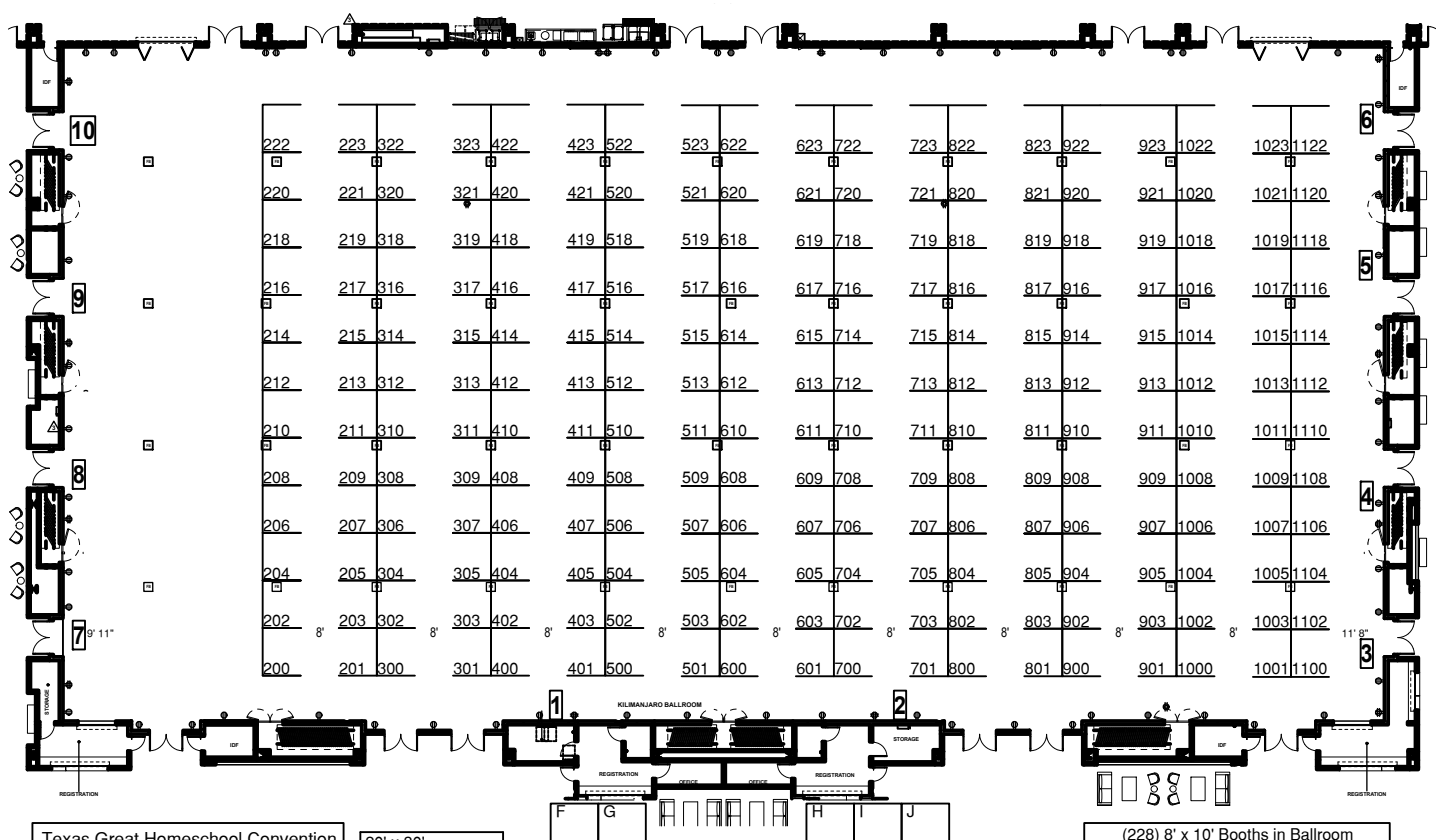 IDF
IDF
10
6
222 223 322 323 422 423 522 523 622 623 722 723 822 823 922 923 1022 1023 1122
220 221 320 321 420 421 520 521 620 621 720 721 820 821 920 921 1020 1021 1120
218 219 318 319 418 419 518 519 618 619 718 719 818 819 918 919 1018 1019 1118
5
9
216 217 316 317 416 417 516 517 616 617 716 717 816 817 916 917 1016 1017 1116
214 215 314 315 414 415 514 515 614 615 714 715 814 815 914 915 1014 1015 1114
212 213 312 313 412 413 512 513 612 613 712 713 812 813 912 913 1012 1013 1112
210 211 310 311 410 411 510 511 610 611 710 711 810 811 910 911 1010 1011 1110
8
208 209 308 309 408 409 508 509 608 609 708 709 808 809 908 909 1008 1009 1108
4
206 207 306 307 406 407 506 507 606 607 706 707 806 807 906 907 1006 1007 1106
204 205 304 305 404 405 504 505 604 605 704 705 804 805 904 905 1004 1005 1104
202 203 302 303 402 403 502 503 602 603 702 703 802 803 902 903 1002 1003 1102
7 9' 11" 8' 8' 8' 8' 8' 8' 8' 8' 8' 11' 8"
3
200 201 300 301 400 401 500 501 600 601 700 701 800 801 900 901 1000 1001 1100
STORAGE
1
KILIMANJARO BALLROOM
2
IDF
STORAGE
IDF
REGISTRATION
OFFICE
OFFICE
REGISTRATION
REGISTRATION
REGISTRATION
F G H I J
Texas Great Homeschool Convention
(228) 8' x 10' Booths in Ballroom